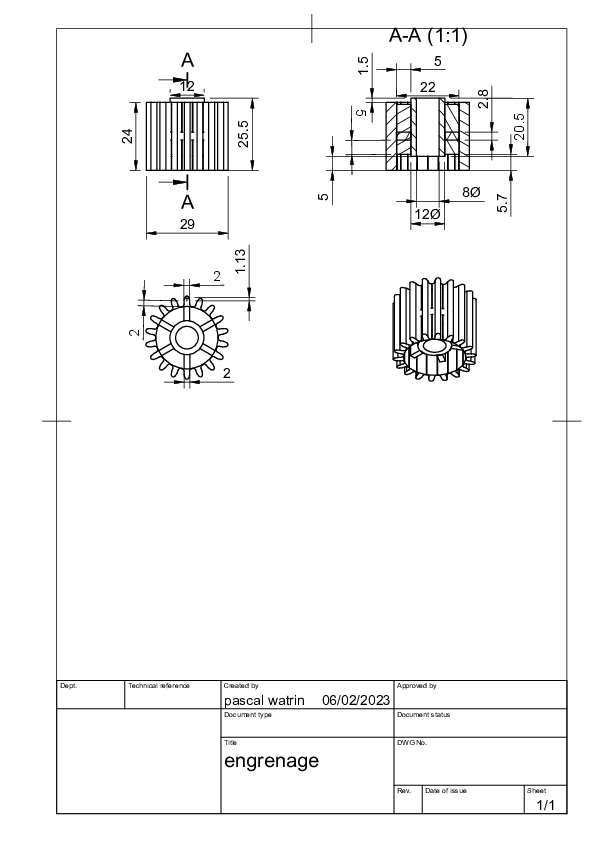 A-A (1:1)
A
12
24
25.5
A
29
1.5
5
22
2.8
5
20.5
5
8Ø
12Ø
5.7
2
1.13
2
2
Dept.
Technical reference
Created by
Approved by
pascal watrin 06/02/2023
Document type
Document status
Title
DWG No.
engrenage
Rev.
Date of issue
Sheet
1/1